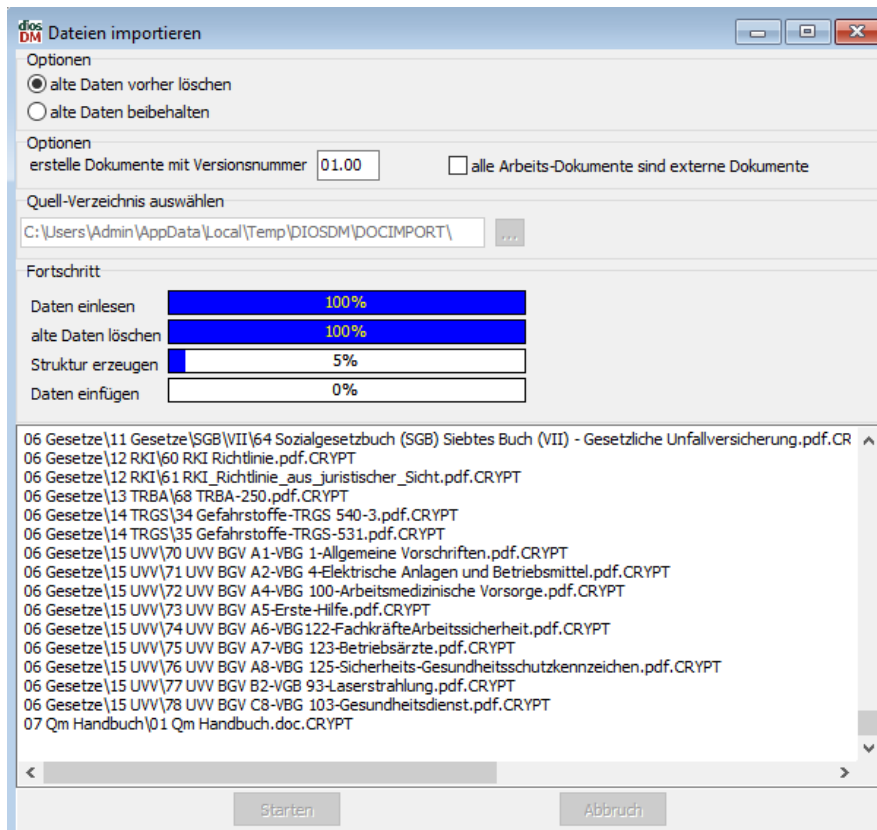 dios
DM Dateien importieren
Optionen
alte Daten vorher löschen
alte Daten beibehalten
Optionen
erstelle Dokumente mit Versionsnummer 01.00 alle Arbeits-Dokumente sind externe Dokumente
Quell-Verzeichnis auswählen
C:\Users\Admin\AppData\Local\Temp\DIOSDM\DOCIMPORT\ ...
Fortschritt
Daten einlesen 100%
alte Daten löschen 100%
Struktur erzeugen 5%
Daten einfügen 0%
06 Gesetze\11 Gesetze\SGB\VII\64 Sozialgesetzbuch (SGB) Siebtes Buch (VII) - Gesetzliche Unfallversicherung.pdf.CR
06 Gesetze\12 RKI\60 RKI Richtlinie.pdf.CRYPT
06 Gesetze\12 RKI\61 RKI_Richtlinie_aus_juristischer_Sicht.pdf.CRYPT
06 Gesetze\13 TRBA\68 TRBA-250.pdf.CRYPT
06 Gesetze\14 TRGS\34 Gefahrstoffe-TRGS 540-3.pdf.CRYPT
06 Gesetze\14 TRGS\35 Gefahrstoffe-TRGS-531.pdf.CRYPT
06 Gesetze\15 UVV\70 UVV BGV A1-VBG 1-Allgemeine Vorschriften.pdf.CRYPT
06 Gesetze\15 UVV\71 UVV BGV A2-VBG 4-Elektrische Anlagen und Betriebsmittel.pdf.CRYPT
06 Gesetze\15 UVV\72 UVV BGV A4-VBG 100-Arbeitsmedizinische Vorsorge.pdf.CRYPT
06 Gesetze\15 UVV\73 UVV BGV A5-Erste-Hilfe.pdf.CRYPT
06 Gesetze\15 UVV\74 UVV BGV A6-VBG122-FachkräfteArbeitssicherheit.pdf.CRYPT
06 Gesetze\15 UVV\75 UVV BGV A7-VBG 123-Betriebsärzte.pdf.CRYPT
06 Gesetze\15 UVV\76 UVV BGV A8-VBG 125-Sicherheits-Gesundheitsschutzkennzeichen.pdf.CRYPT
06 Gesetze\15 UVV\77 UVV BGV B2-VGB 93-Laserstrahlung.pdf.CRYPT
06 Gesetze\15 UVV\78 UVV BGV C8-VBG 103-Gesundheitsdienst.pdf.CRYPT
07 Qm Handbuch\01 Qm Handbuch.doc.CRYPT
Starten Abbruch